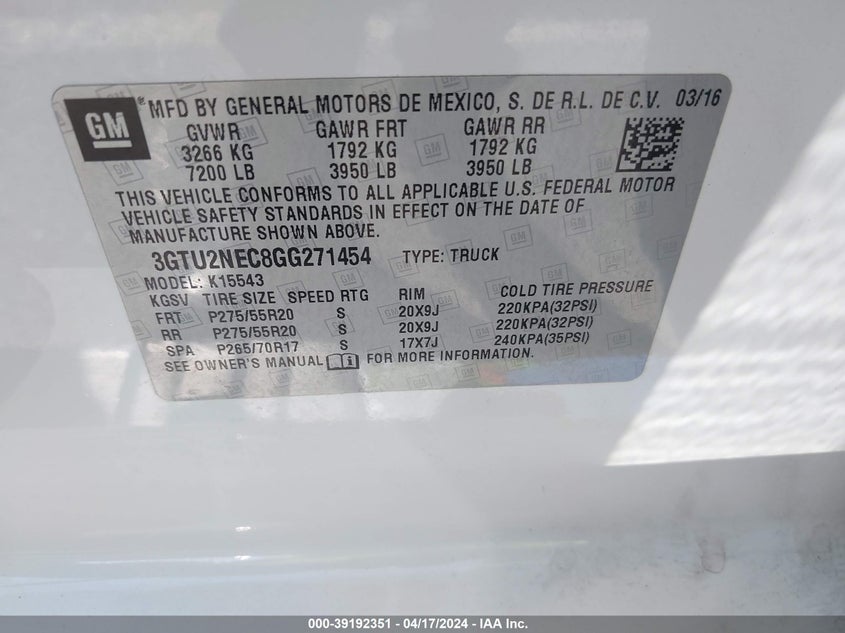 GM ® MFD BY GENERAL MOTORS DE MEXICO, S. DE R.L. DE C.V. 03/16
GVWR GAWR FRT GAWR RR
3266 KG 1792 KG 1792 KG
7200 LB 3950 LB 3950 LB
THIS VEHICLE CONFORMS TO ALL APPLICABLE U.S. FEDERAL MOTOR
VEHICLE SAFETY STANDARDS IN EFFECT ON THE DATE OF
MANUFACTURE SHOWN ABOVE.
3GTU2NEC8GG271454 TYPE: TRUCK
MODEL: K15543
KGSV TIRE SIZE SPEED RTG RIM COLD TIRE PRESSURE
FRT P275/55R20 S 20X9J 220KPA(32PSI)
RR P275/55R20 S 20X9J 220KPA(32PSI)
SPA P265/70R17 S 17X7J 240KPA(35PSI)
SEE OWNER'S MANUAL FOR MORE INFORMATION.
000-39192351 - 04/17/2024 - IAA Inc.